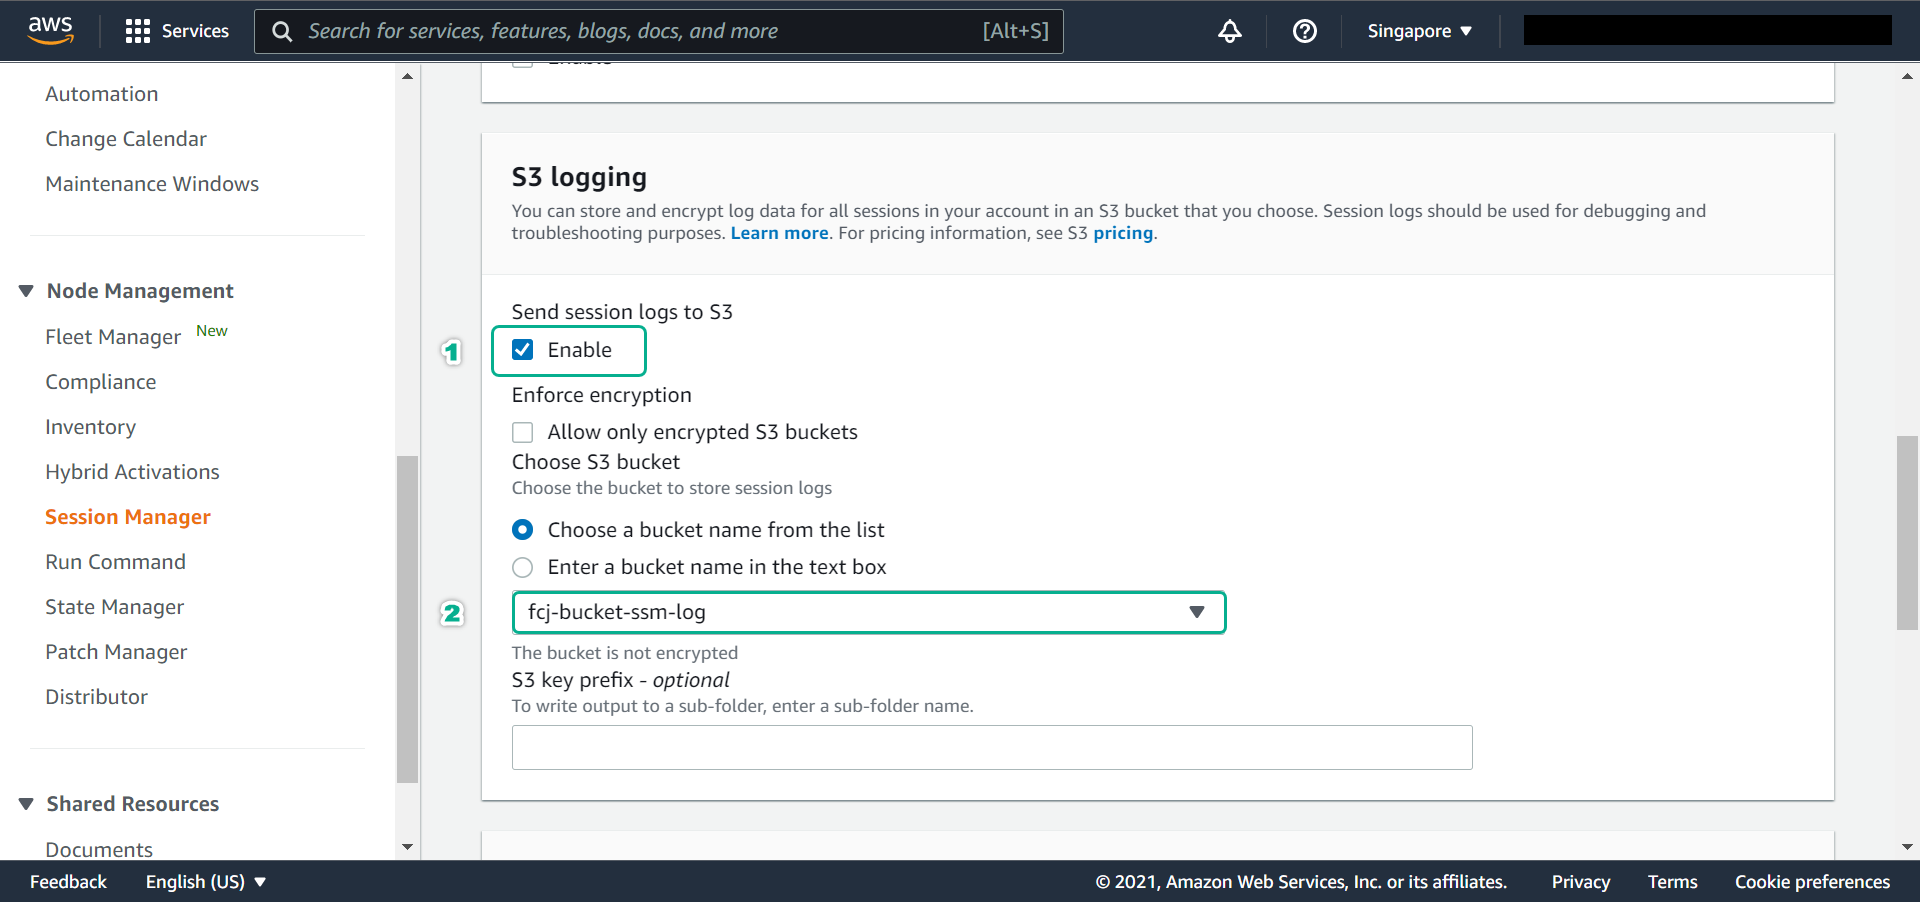 aws
Services
Search for services, features, blogs, docs, and more
[Alt+S]
Singapore
Automation
Change Calendar
Maintenance Windows
Node Management
Fleet Manager New
Compliance
Inventory
Hybrid Activations
Session Manager
Run Command
State Manager
Patch Manager
Distributor
Shared Resources
Documents
S3 logging
You can store and encrypt log data for all sessions in your account in an S3 bucket that you choose. Session logs should be used for debugging and
troubleshooting purposes. Learn more. For pricing information, see S3 pricing.
Send session logs to S3
1
Enable
Enforce encryption
Allow only encrypted S3 buckets
Choose S3 bucket
Choose the bucket to store session logs
Choose a bucket name from the list
Enter a bucket name in the text box
2
fcj-bucket-ssm-log
The bucket is not encrypted
S3 key prefix - optional
To write output to a sub-folder, enter a sub-folder name.
Feedback
English (US)
© 2021, Amazon Web Services, Inc. or its affiliates.
Privacy
Terms
Cookie preferences